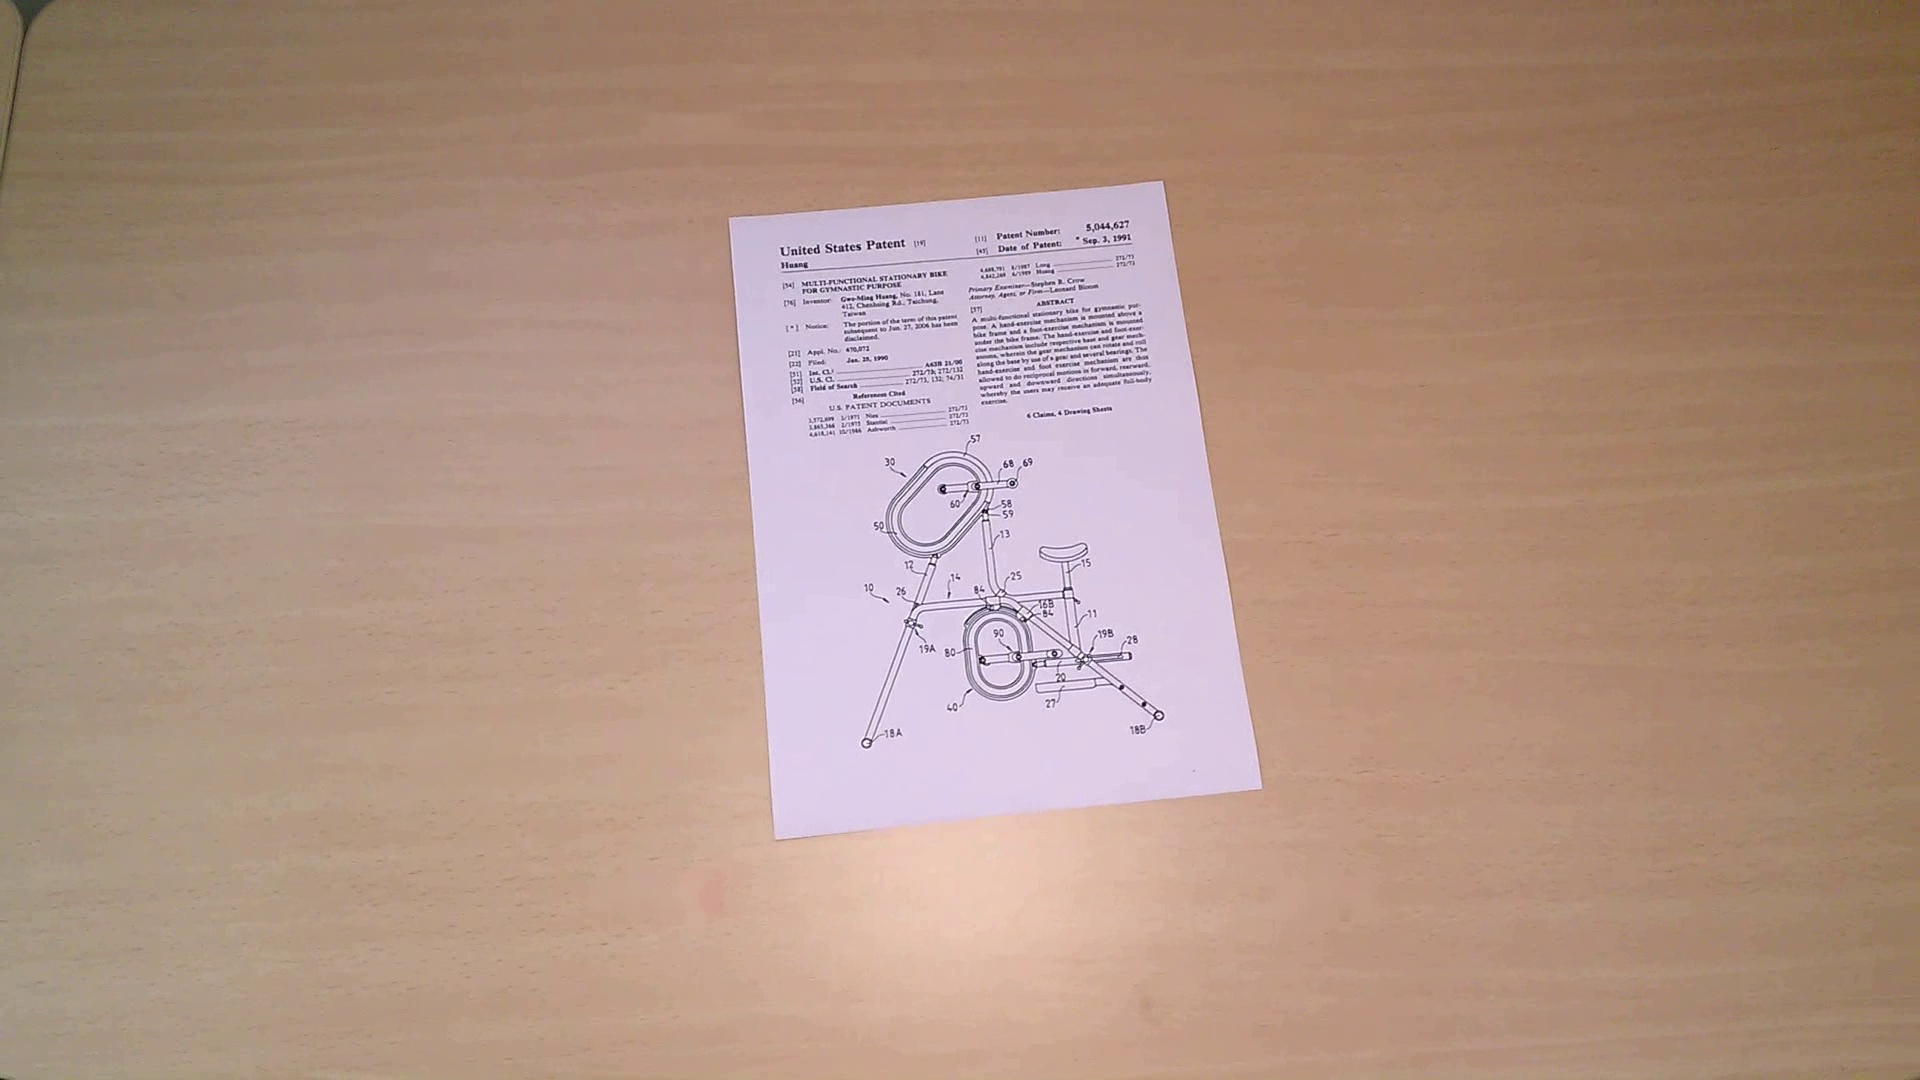 United States Patent [19]
Huang
[11] Patent Number: 5,044,627
[45] Date of Patent: * Sep. 3, 1991
[54] MULTI-FUNCTIONAL STATIONARY BIKE
FOR GYMNASTIC PURPOSE
[76] Inventor: Gwo-Ming Huang, No. 181, Lane
412, Chenhsing Rd., Taichung,
Taiwan
[ * ] Notice: The portion of the term of this patent
subsequent to Jun. 27, 2006 has been
disclaimed.
[21] Appl. No.: 470,072
[22] Filed: Jan. 25, 1990
[51] Int. Cl.5 A63B 21/00
[52] U.S. Cl. 272/73; 272/132
[58] Field of Search 272/73, 132; 74/31
[56] References Cited
U.S. PATENT DOCUMENTS
3,572,699 3/1971 Nies 272/73
3,865,366 2/1975 Stantial 272/73
4,618,141 10/1986 Ashworth 272/73
4,688,791 8/1987 Long 272/73
4,842,269 6/1989 Huang 272/73
Primary Examiner—Stephen R. Crow
Attorney, Agent, or Firm—Leonard Bloom
[57] ABSTRACT
A multi-functional stationary bike for gymnastic pur-
pose. A hand-exercise mechanism is mounted above a
bike frame and a foot-exercise mechanism is mounted
under the bike frame. The hand-exercise and foot-exer-
cise mechanism include respective base and gear mech-
anisms, wherein the gear mechanism can rotate and roll
along the base by use of a gear and several bearings. The
hand-exercise and foot exercise mechanism are thus
allowed to do reciprocal motions in forward, rearward,
upward and downward directions simultaneously,
whereby the users may receive an adequate full-body
exercise.
6 Claims, 6 Drawing Sheets
57
30
68
69
60
58
59
50
13
12
15
25
14
84
10
26
16B
84
11
90
19B
28
19A
80
20
27
40
18A
18B